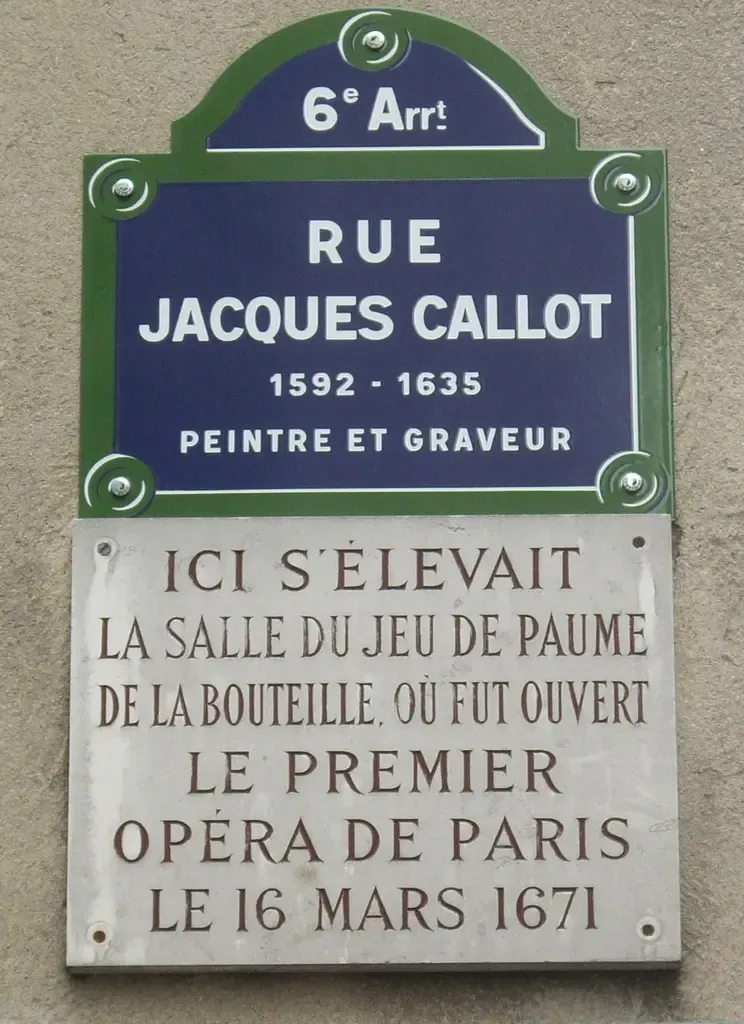 6e Arrt
RUE
JACQUES CALLOT
1592 - 1635
PEINTRE ET GRAVEUR
ICI S'ÉLEVAIT
LA SALLE DU JEU DE PAUME
DE LA BOUTEILLE, OÙ FUT OUVERT
LE PREMIER
OPÉRA DE PARIS
LE 16 MARS 1671